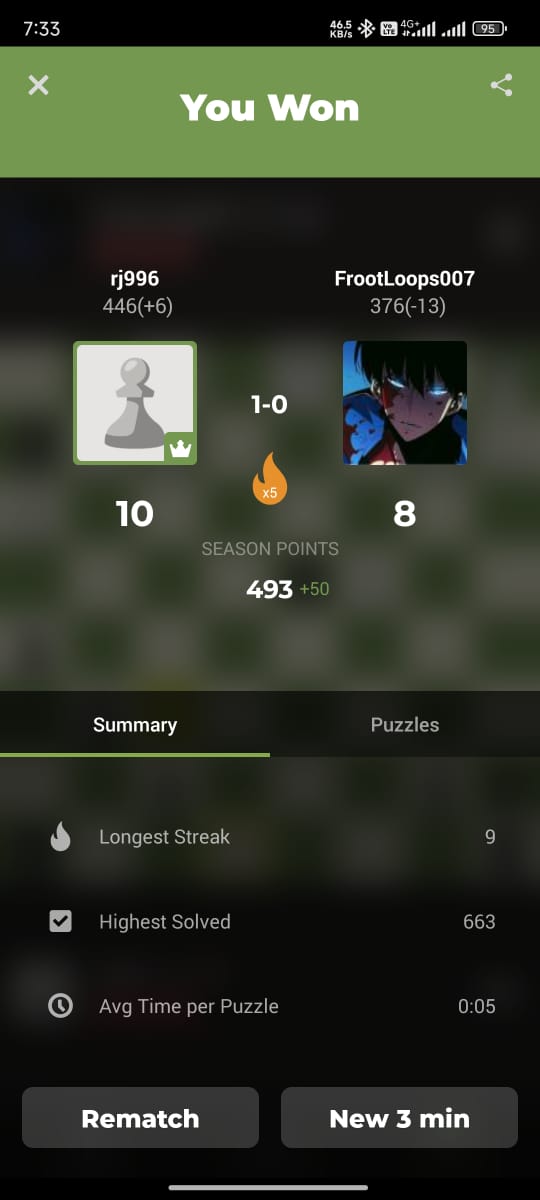 7:33
46.5 KB/s
Vo LTE
4G+
95
You Won
rj996
FrootLoops007
446(+6)
376(-13)
1-0
x5
10
8
SEASON POINTS
493 +50
Summary
Puzzles
Longest Streak 9
Highest Solved 663
Avg Time per Puzzle 0:05
Rematch
New 3 min